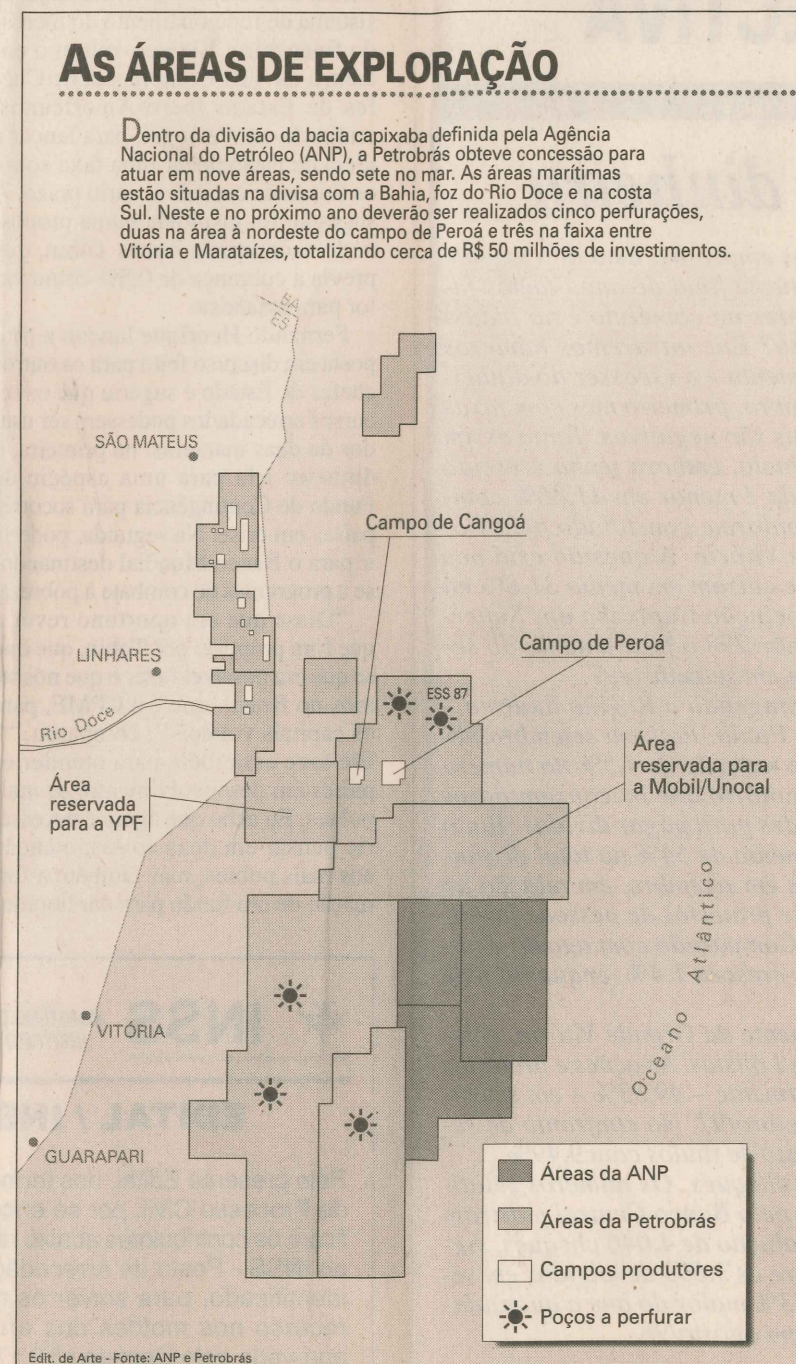 AS ÁREAS DE EXPLORAÇÃO
Dentro da divisão da bacia capixaba definida pela Agência
Nacional do Petróleo (ANP), a Petrobrás obteve concessão para
atuar em nove áreas, sendo sete no mar. As áreas marítimas
estão situadas na divisa com a Bahia, foz do Rio Doce e na costa
Sul. Neste e no próximo ano deverão ser realizados cinco perfurações,
duas na área à nordeste do campo de Peroá e três na faixa entre
Vitória e Marataízes, totalizando cerca de R$ 50 milhões de investimentos.
BA
ES
SÃO MATEUS
Campo de Cangoá
Campo de Peroá
LINHARES
ESS 87
Rio Doce
Área
reservada para
a Mobil/Unocal
Área
reservada
para a YPF
Oceano Atlântico
VITÓRIA
GUARAPARI
Áreas da ANP
Áreas da Petrobrás
Campos produtores
Poços a perfurar
Edit. de Arte - Fonte: ANP e Petrobrás